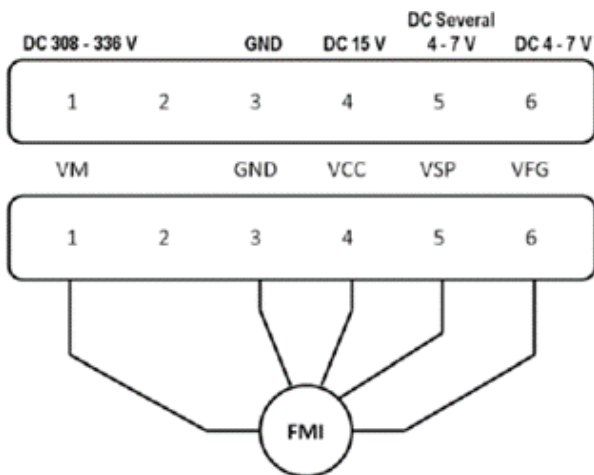 DC Several
DC 308 - 336 V GND DC 15 V 4 - 7 V DC 4 - 7 V
1 2 3 4 5 6
VM GND VCC VSP VFG
1 2 3 4 5 6
FMI